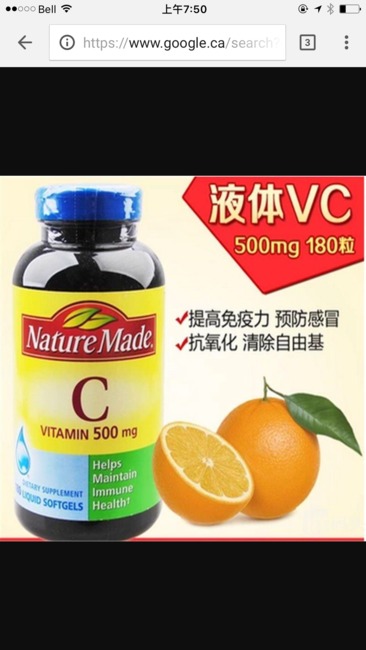 Bell
上午7:50
https://www.google.ca/search?
3
液体VC
500mg 180粒
提高免疫力 预防感冒
抗氧化 清除自由基
Nature Made®
C
VITAMIN 500 mg
Helps
Maintain
Immune
Health†
DIETARY SUPPLEMENT
LIQUID SOFTGELS